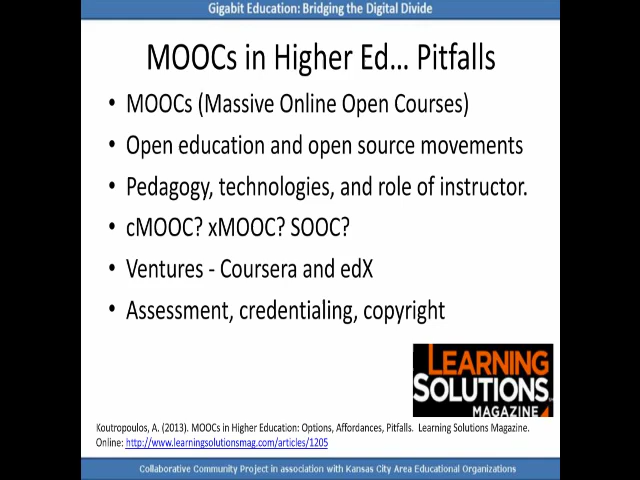 Gigabit Education: Bridging the Digital Divide
MOOCs in Higher Ed... Pitfalls
• MOOCs (Massive Online Open Courses)
• Open education and open source movements
• Pedagogy, technologies, and role of instructor.
• cMOOC? xMOOC? SOOC?
• Ventures - Coursera and edX
• Assessment, credentialing, copyright
LEARNING
SOLUTIONS
MAGAZINE
Koutropoulos, A. (2013). MOOCs in Higher Education: Options, Affordances, Pitfalls. Learning Solutions Magazine.
Online: http://www.learningsolutionsmag.com/articles/1205
Collaborative Community Project in association with Kansas City Area Educational Organizations